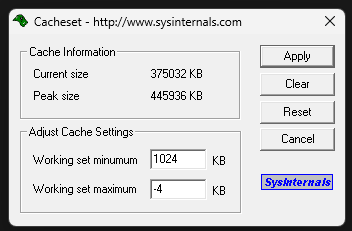 Cacheset - http://www.sysinternals.com
Cache Information
Current size 375032 KB
Peak size 445936 KB
Adjust Cache Settings
Working set minumum 1024 KB
Working set maximum -4 KB
Apply
Clear
Reset
Cancel
SysInternals